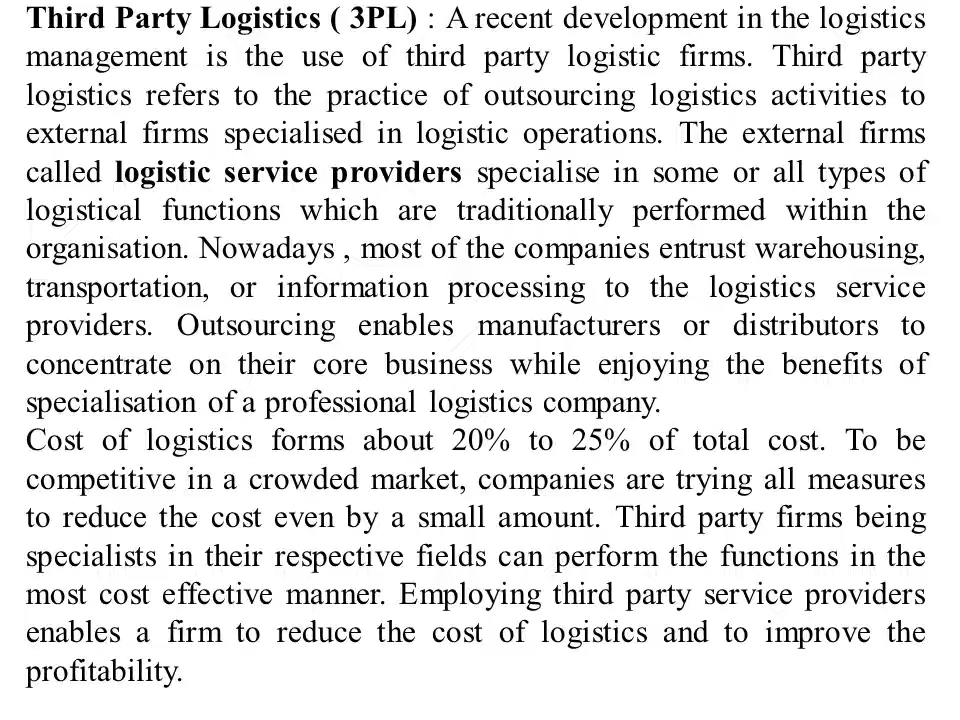 Third Party Logistics ( 3PL) : A recent development in the logistics
management is the use of third party logistic firms. Third party
logistics refers to the practice of outsourcing logistics activities to
external firms specialised in logistic operations. The external firms
called logistic service providers specialise in some or all types of
logistical functions which are traditionally performed within the
organisation. Nowadays , most of the companies entrust warehousing,
transportation, or information processing to the logistics service
providers. Outsourcing enables manufacturers or distributors to
concentrate on their core business while enjoying the benefits of
specialisation of a professional logistics company.
Cost of logistics forms about 20% to 25% of total cost. To be
competitive in a crowded market, companies are trying all measures
to reduce the cost even by a small amount. Third party firms being
specialists in their respective fields can perform the functions in the
most cost effective manner. Employing third party service providers
enables a firm to reduce the cost of logistics and to improve the
profitability.